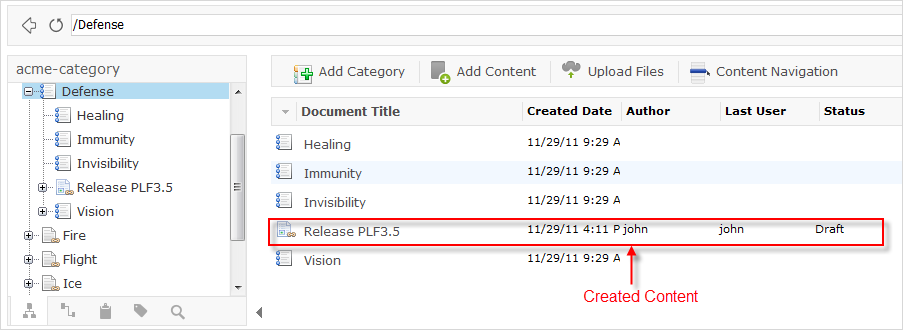 /Defense
acme-category
Defense
Healing
Immunity
Invisibility
Release PLF3.5
Vision
Fire
Flight
Ice
Add Category Add Content Upload Files Content Navigation
Document Title Created Date Author Last User Status
Healing 11/29/11 9:29 A
Immunity 11/29/11 9:29 A
Invisibility 11/29/11 9:29 A
Release PLF3.5 11/29/11 4:11 P john john Draft
Vision 11/29/11 9:29 A
Created Content